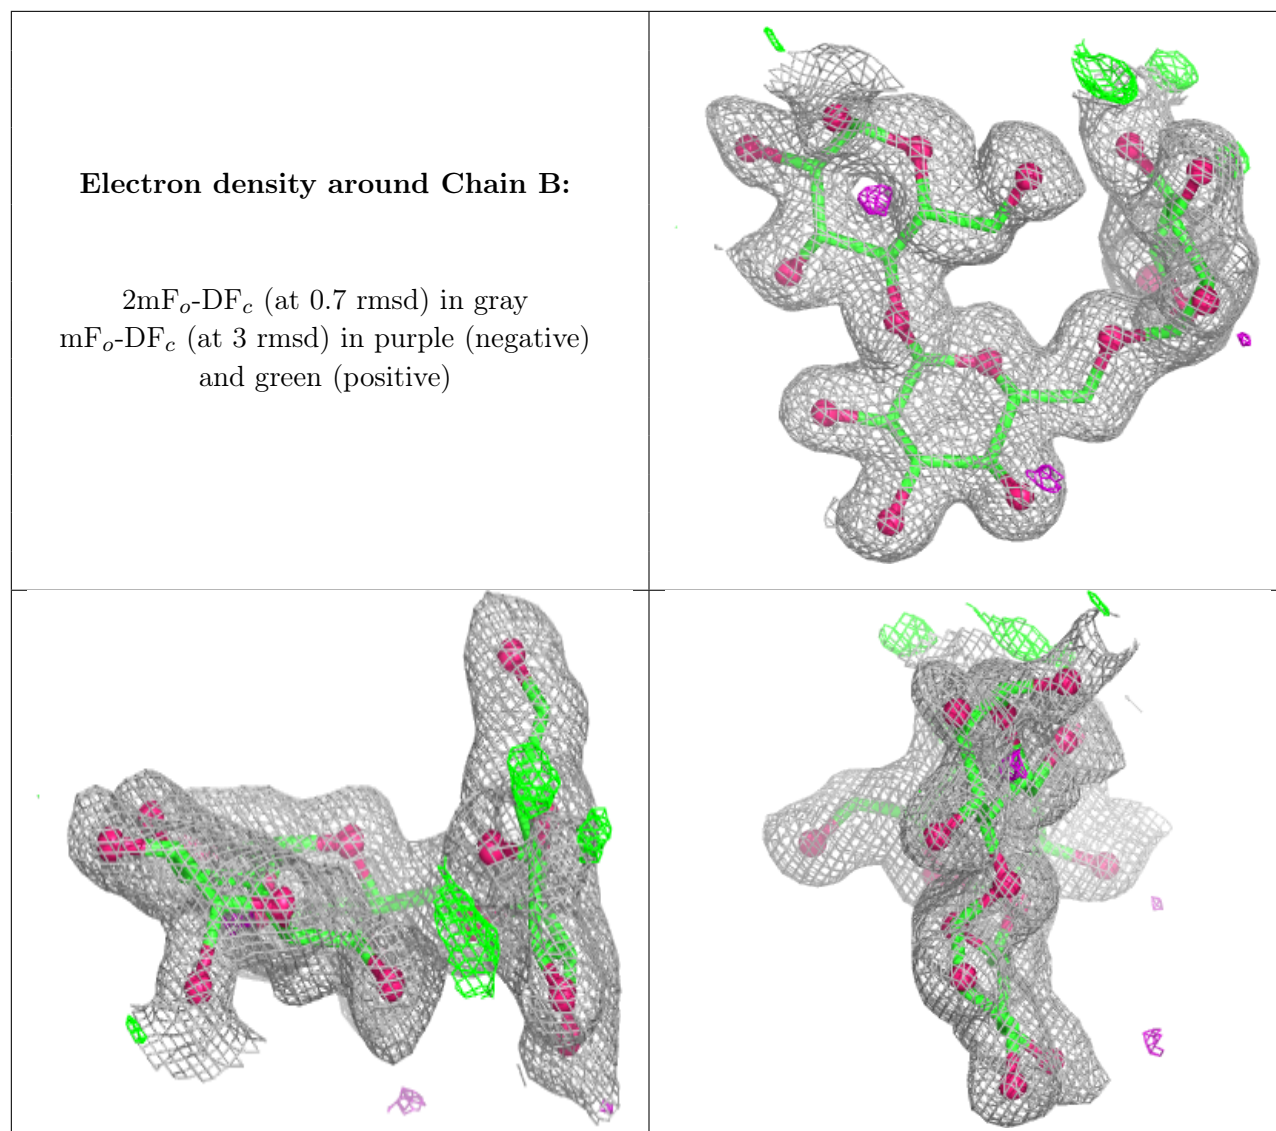 Electron density around Chain B:
2mFₒ-DF𝒸 (at 0.7 rmsd) in gray
mFₒ-DF𝒸 (at 3 rmsd) in purple (negative)
and green (positive)